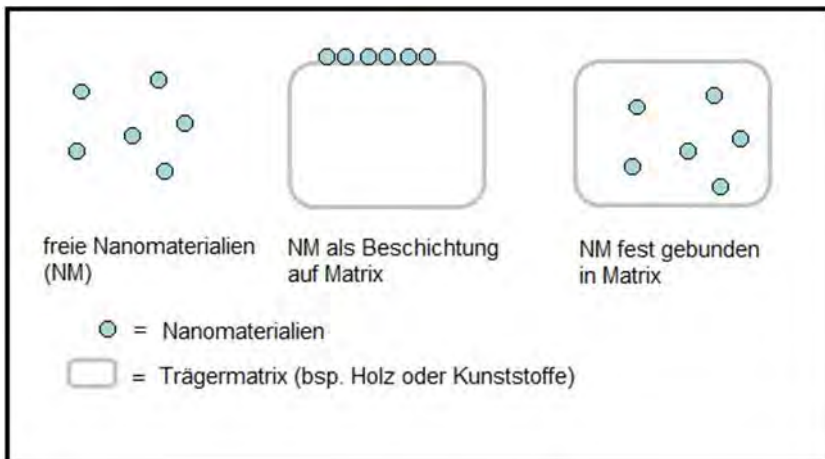 freie Nanomaterialien
(NM)
NM als Beschichtung
auf Matrix
NM fest gebunden
in Matrix
= Nanomaterialien
= Trägermatrix (bsp. Holz oder Kunststoffe)